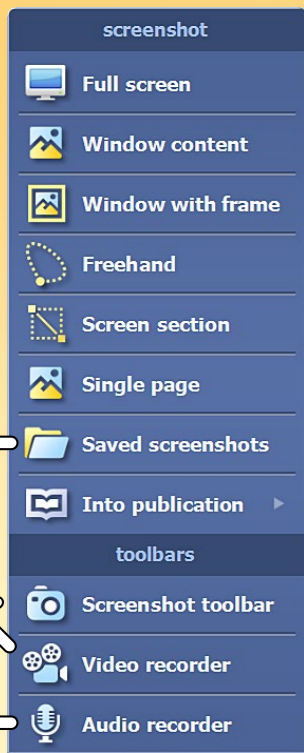 screenshot
Full screen
Window content
Window with frame
Freehand
Screen section
Single page
Saved screenshots
Into publication
toolbars
Screenshot toolbar
Video recorder
Audio recorder